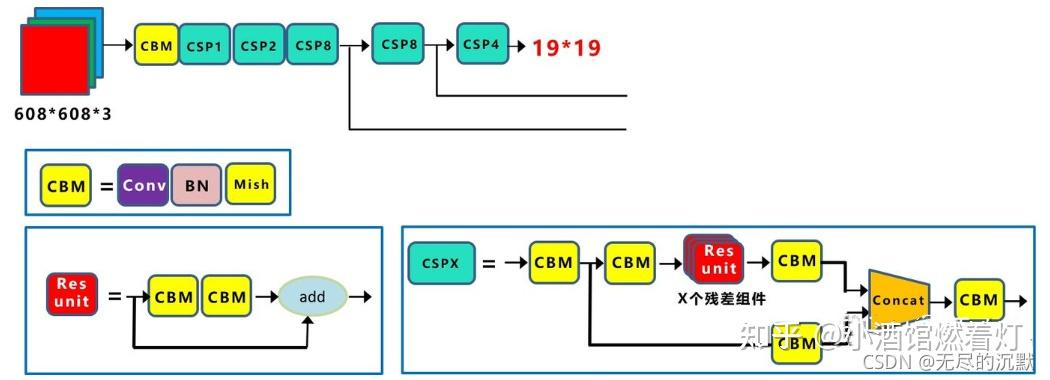 CBM CSP1 CSP2 CSP8 CSP8 CSP4 19*19
608*608*3
CBM = Conv BN Mish
Res unit = CBM CBM add
CSPX = CBM CBM Res unit CBM
X个残差组件
Concat CBM
CBM
知乎 @小酒馆燃着灯
CSDN @无尽的沉默